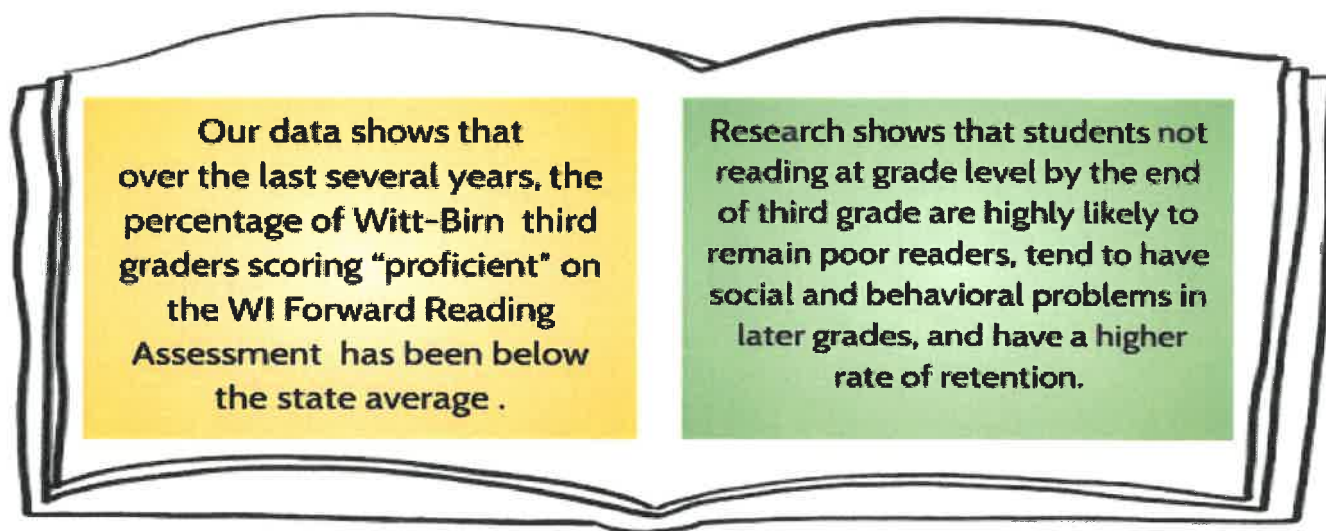 Our data shows that
over the last several years, the
percentage of Witt-Birn third
graders scoring “proficient” on
the WI Forward Reading
Assessment has been below
the state average .
Research shows that students not
reading at grade level by the end
of third grade are highly likely to
remain poor readers, tend to have
social and behavioral problems in
later grades, and have a higher
rate of retention.